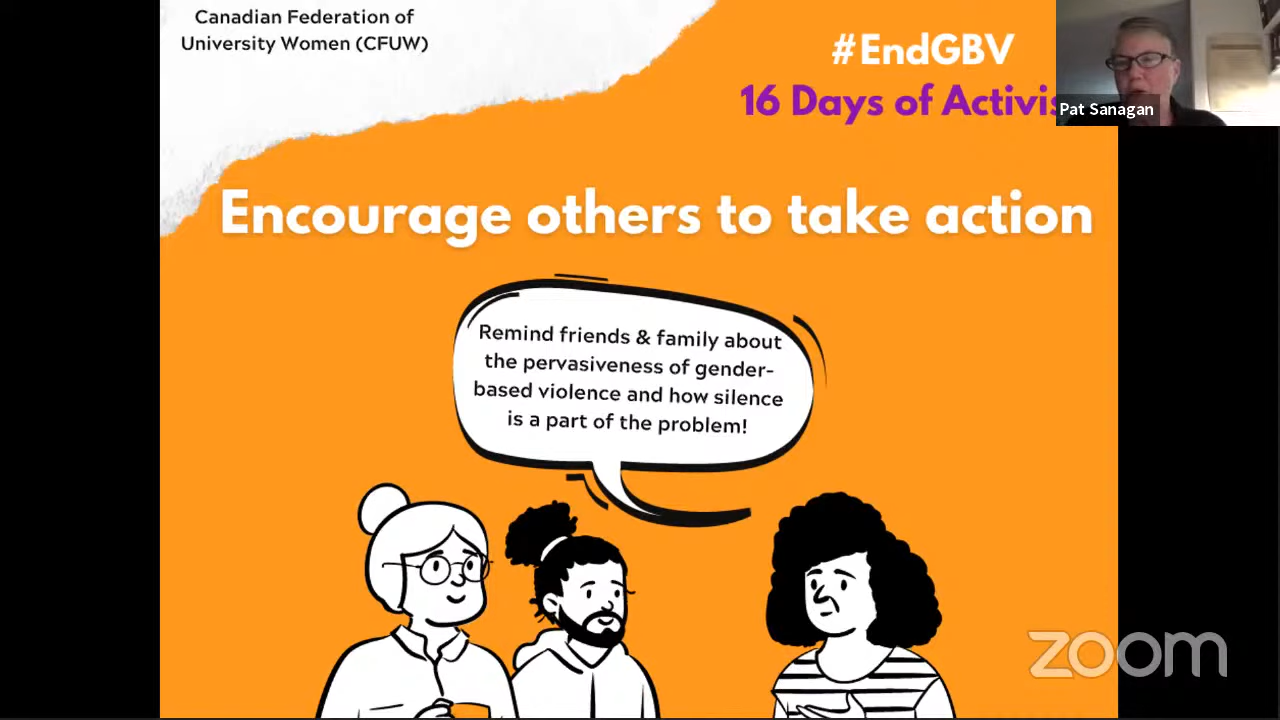 Canadian Federation of
University Women (CFUW)
#EndGBV
16 Days of Activis
Pat Sanagan
Encourage others to take action
Remind friends & family about
the pervasiveness of gender-
based violence and how silence
is a part of the problem!
zoom